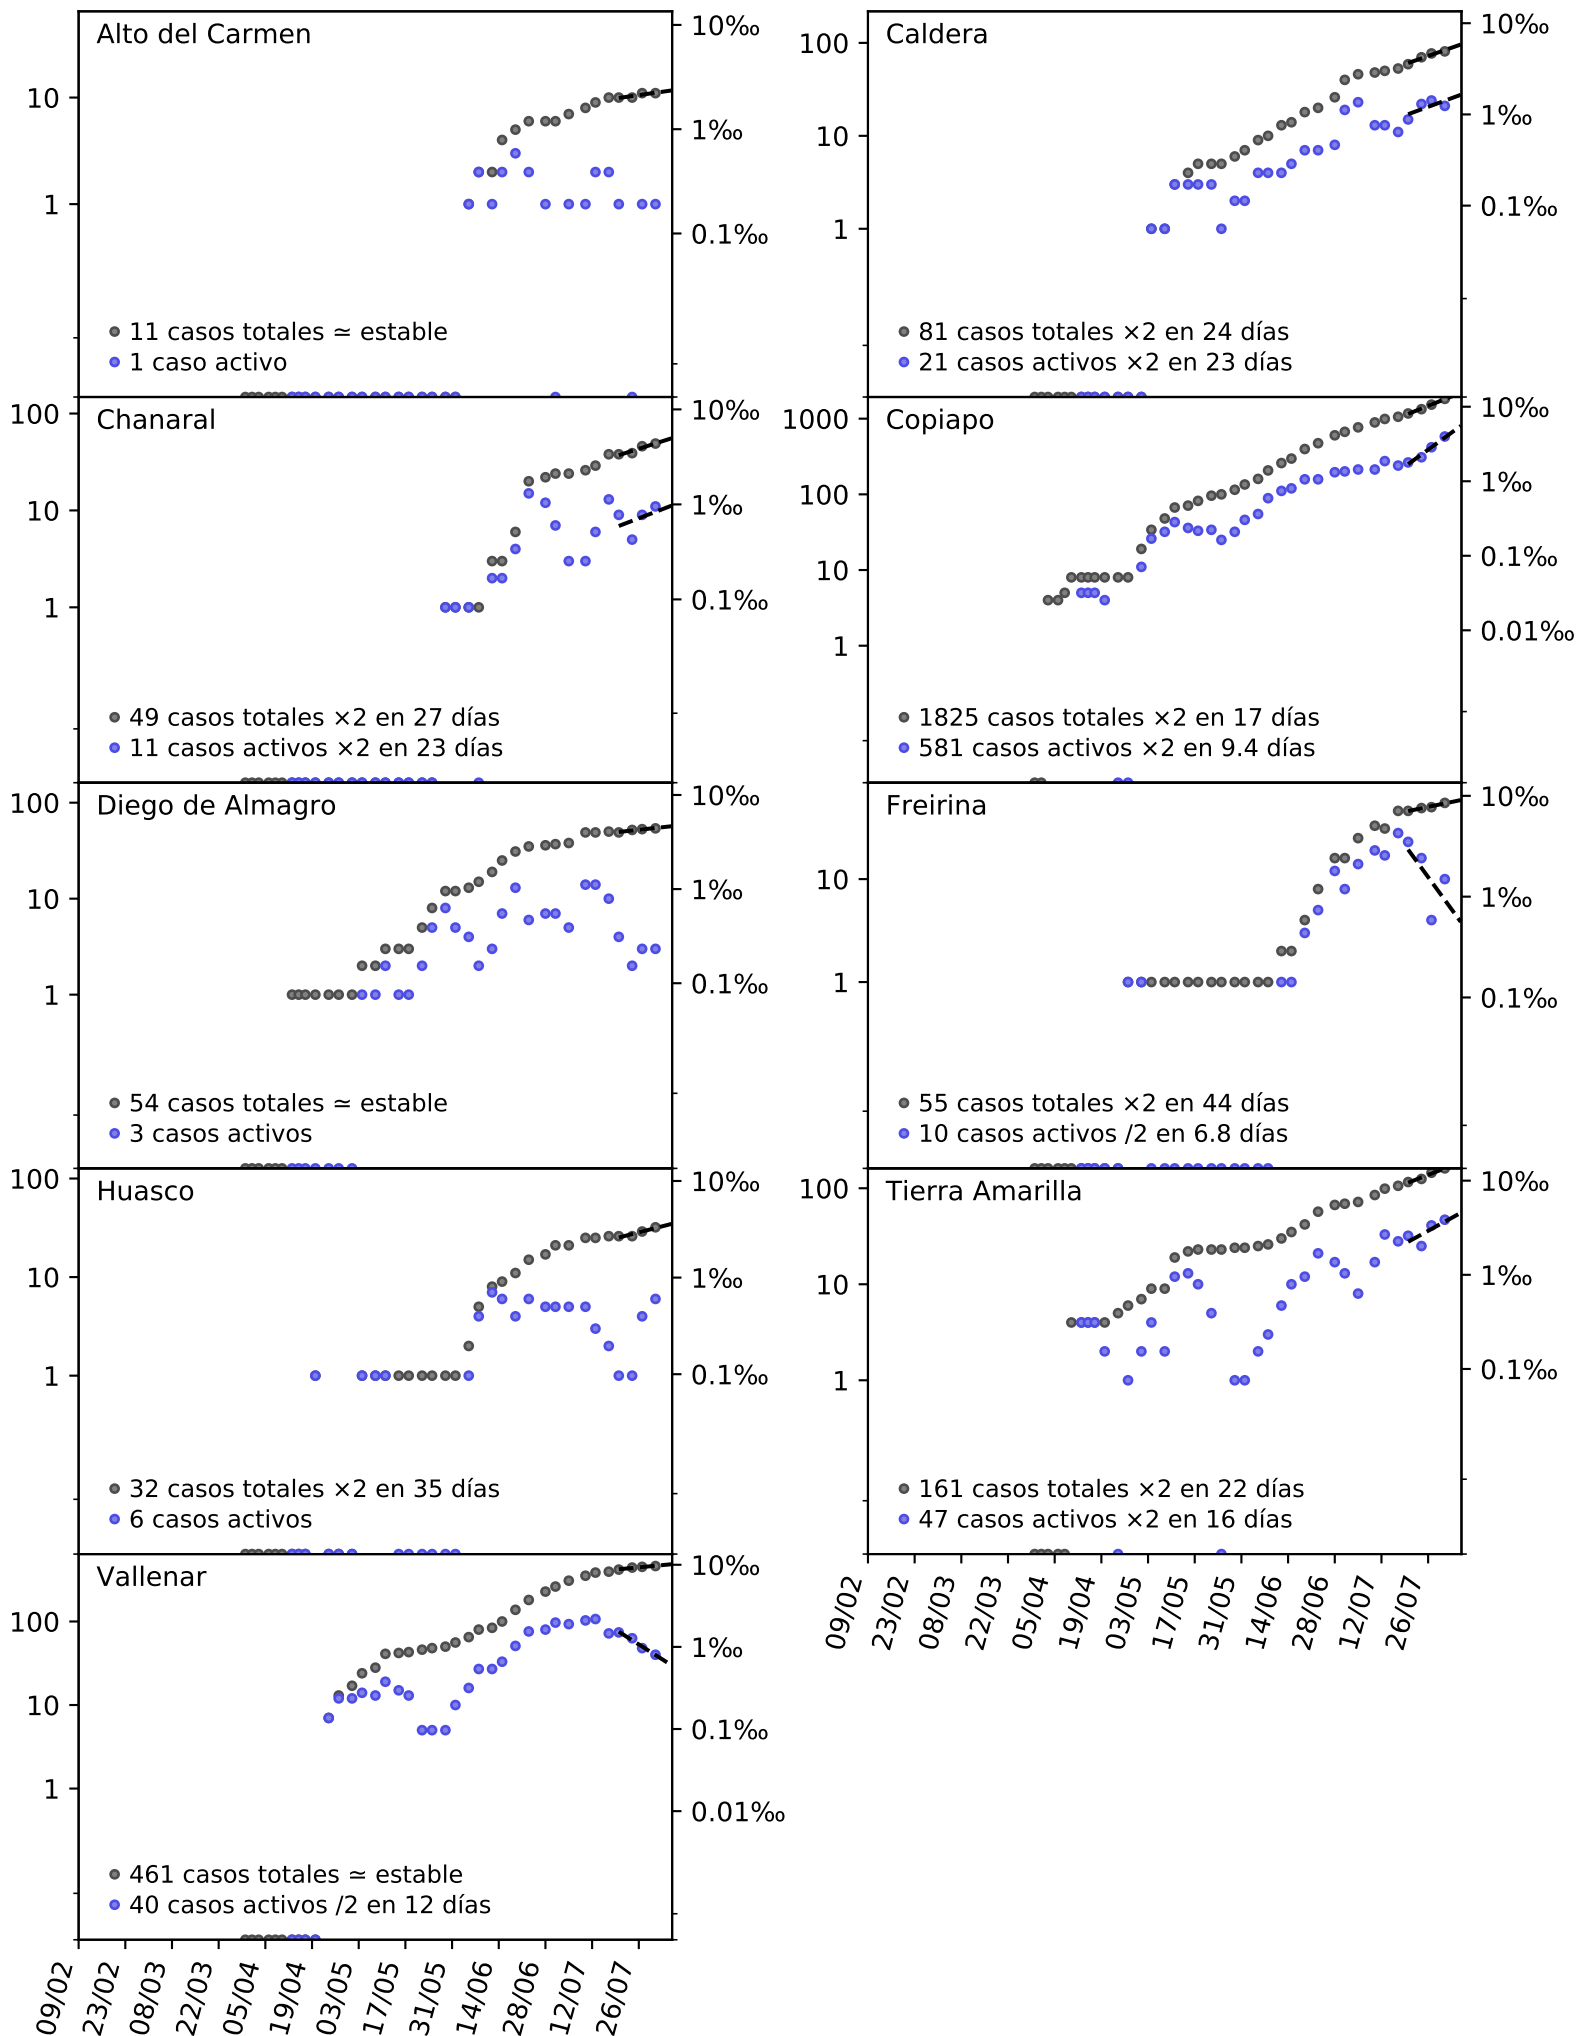 Alto del Carmen
10
1
10‰
1‰
0.1‰
11 casos totales ≃ estable
1 caso activo
Caldera
100
10
1
10‰
1‰
0.1‰
81 casos totales ×2 en 24 días
21 casos activos ×2 en 23 días
Chanaral
100
10
1
10‰
1‰
0.1‰
49 casos totales ×2 en 27 días
11 casos activos ×2 en 23 días
Copiapo
1000
100
10
1
10‰
1‰
0.1‰
0.01‰
1825 casos totales ×2 en 17 días
581 casos activos ×2 en 9.4 días
Diego de Almagro
100
10
1
10‰
1‰
0.1‰
54 casos totales ≃ estable
3 casos activos
Freirina
10
1
10‰
1‰
0.1‰
55 casos totales ×2 en 44 días
10 casos activos /2 en 6.8 días
Huasco
100
10
1
10‰
1‰
0.1‰
32 casos totales ×2 en 35 días
6 casos activos
Tierra Amarilla
100
10
1
10‰
1‰
0.1‰
161 casos totales ×2 en 22 días
47 casos activos ×2 en 16 días
09/02 23/02 08/03 22/03 05/04 19/04 03/05 17/05 31/05 14/06 28/06 12/07 26/07
Vallenar
100
10
1
10‰
1‰
0.1‰
0.01‰
461 casos totales ≃ estable
40 casos activos /2 en 12 días
09/02 23/02 08/03 22/03 05/04 19/04 03/05 17/05 31/05 14/06 28/06 12/07 26/07